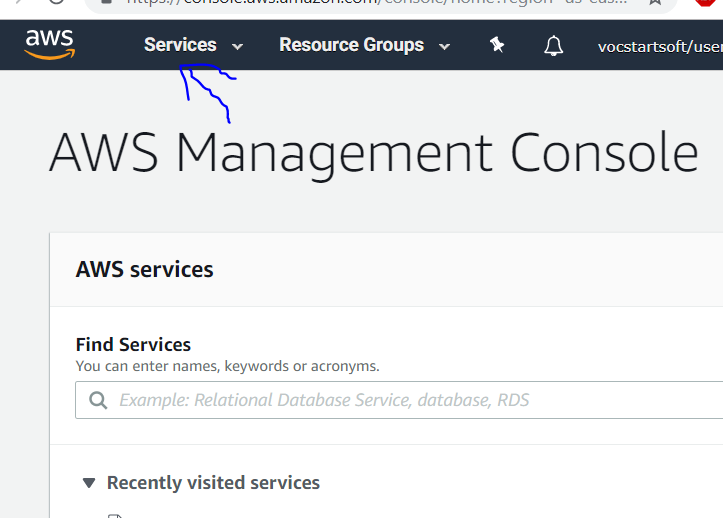 https://console.aws.amazon.com/console/home?region=us-eas...
aws Services Resource Groups vocstartsoft/user
AWS Management Console
AWS services
Find Services
You can enter names, keywords or acronyms.
Example: Relational Database Service, database, RDS
Recently visited services